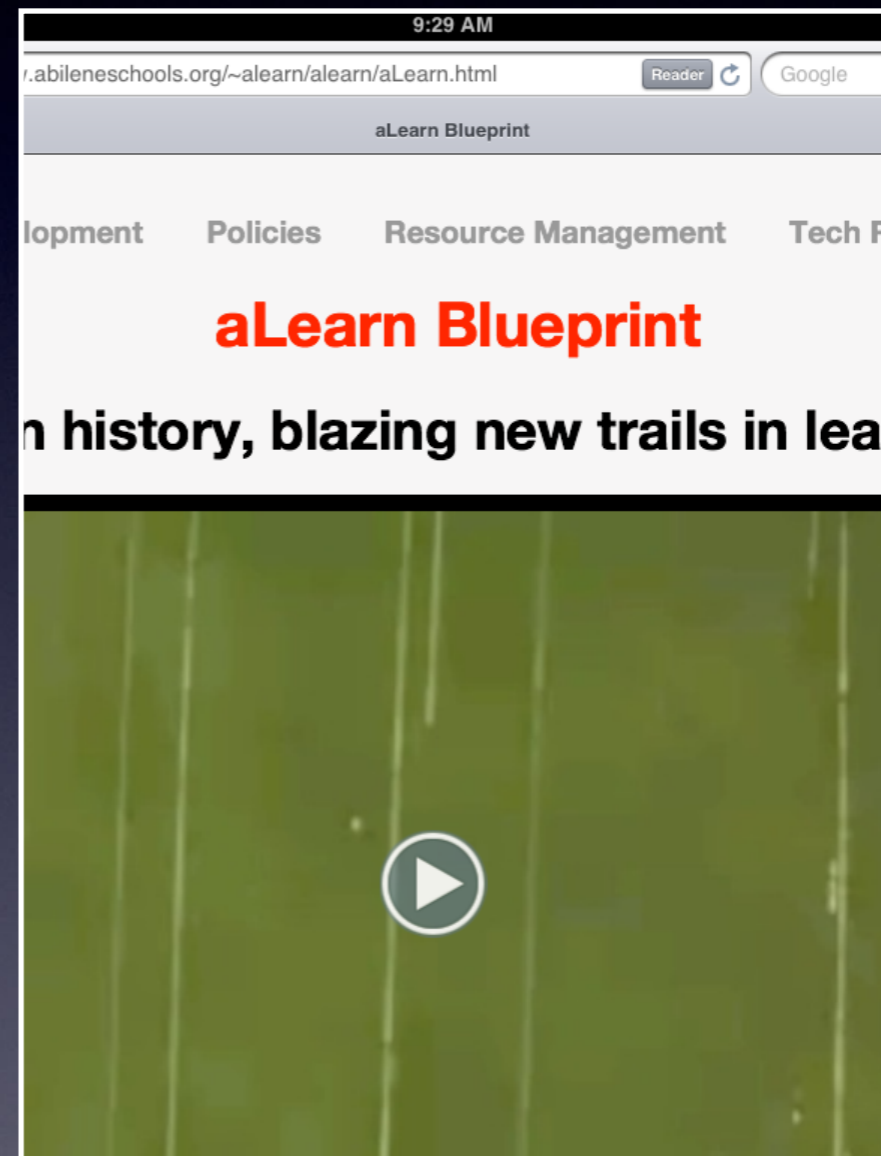 9:29 AM
.abileneschools.org/~alearn/alearn/aLearn.html Reader Google
aLearn Blueprint
lopment Policies Resource Management Tech
aLearn Blueprint
n history, blazing new trails in lea